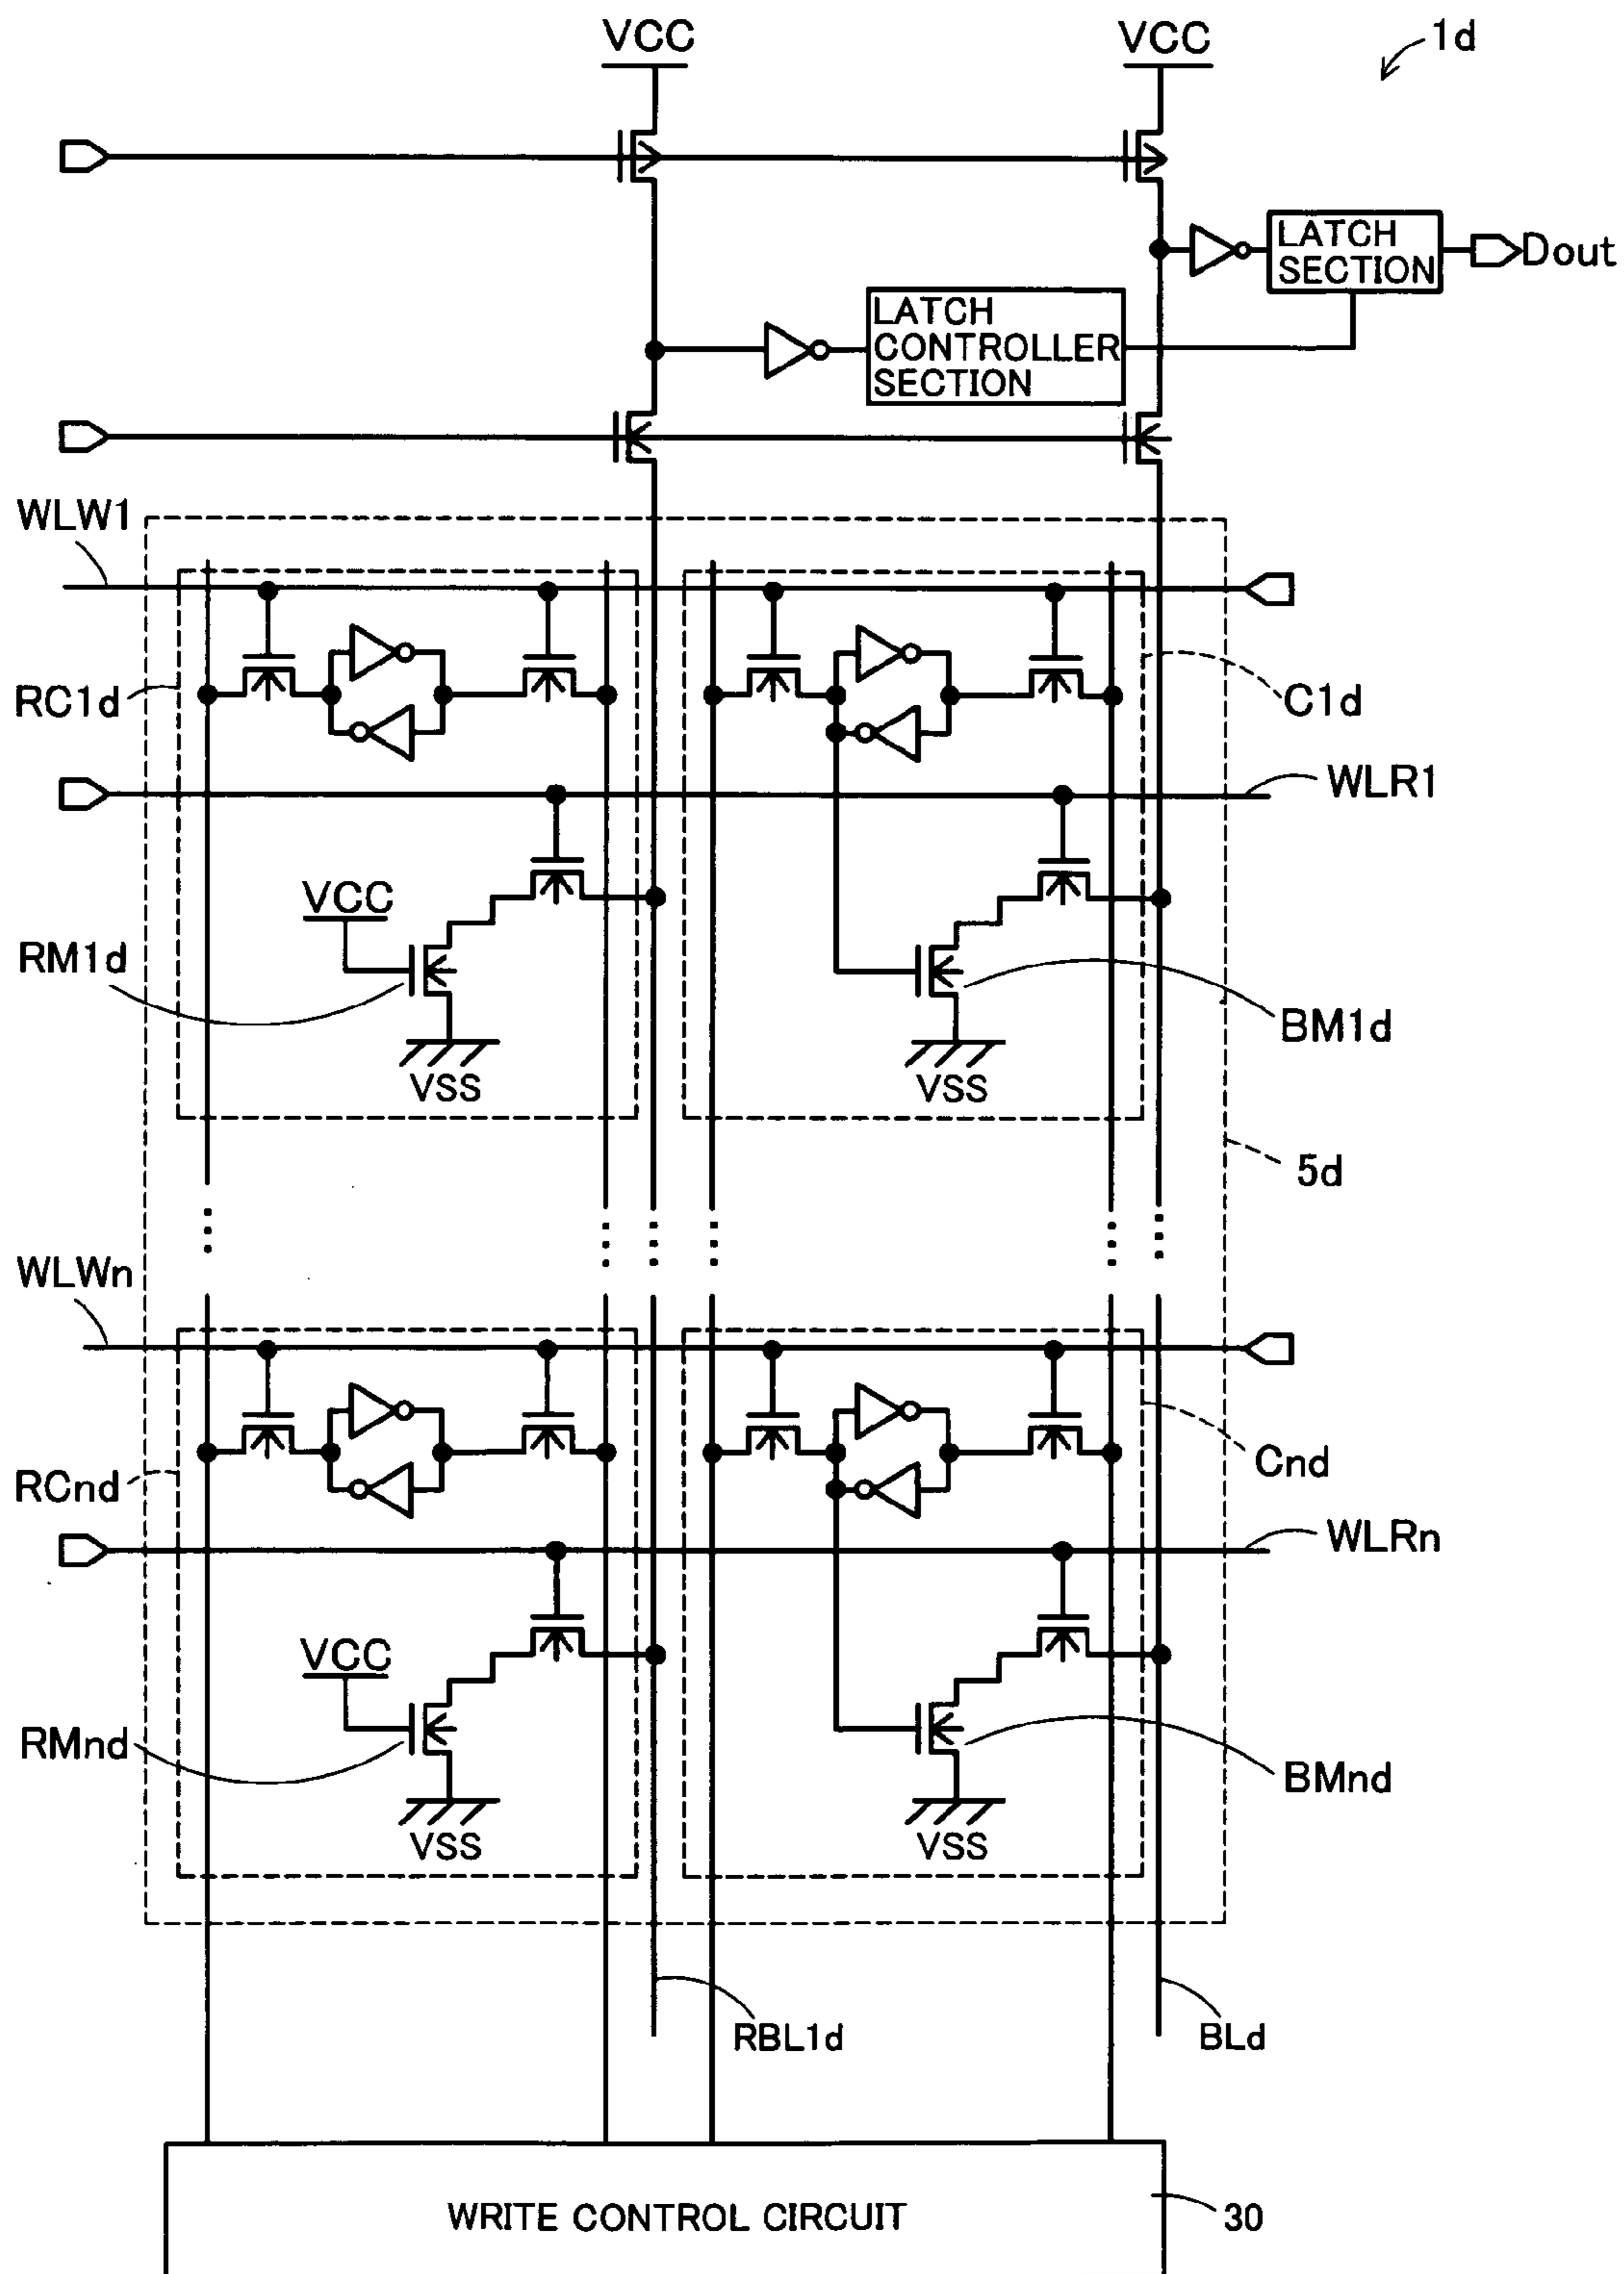 VCC
VCC
1d
LATCH
SECTION
Dout
LATCH
CONTROLLER
SECTION
WLW1
RC1d
C1d
WLR1
VCC
RM1d
BM1d
VSS
VSS
5d
WLWn
RCnd
Cnd
WLRn
VCC
RMnd
BMnd
VSS
VSS
RBL1d
BLd
WRITE CONTROL CIRCUIT
30